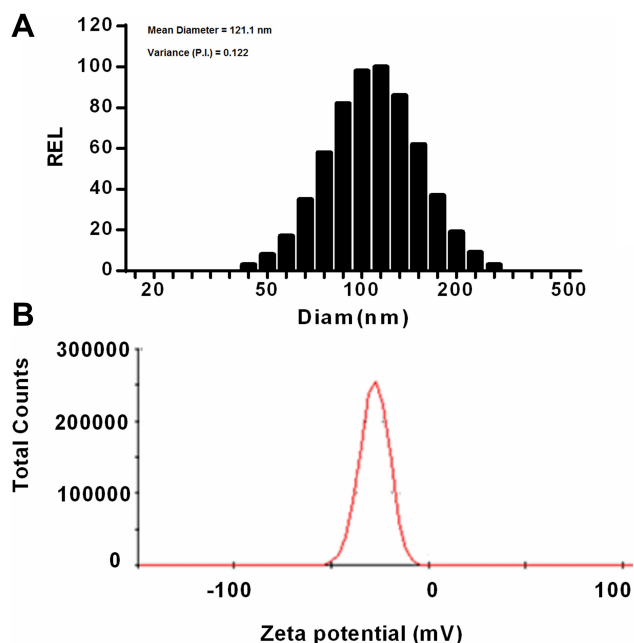 A
Mean Diameter = 121.1 nm
Variance (P.I.) = 0.122
120
100
80
60
40
20
0
REL
20 50 100 200 500
Diam(nm)
B
300000
200000
100000
0
Total Counts
-100 0 100
Zeta potential (mV)